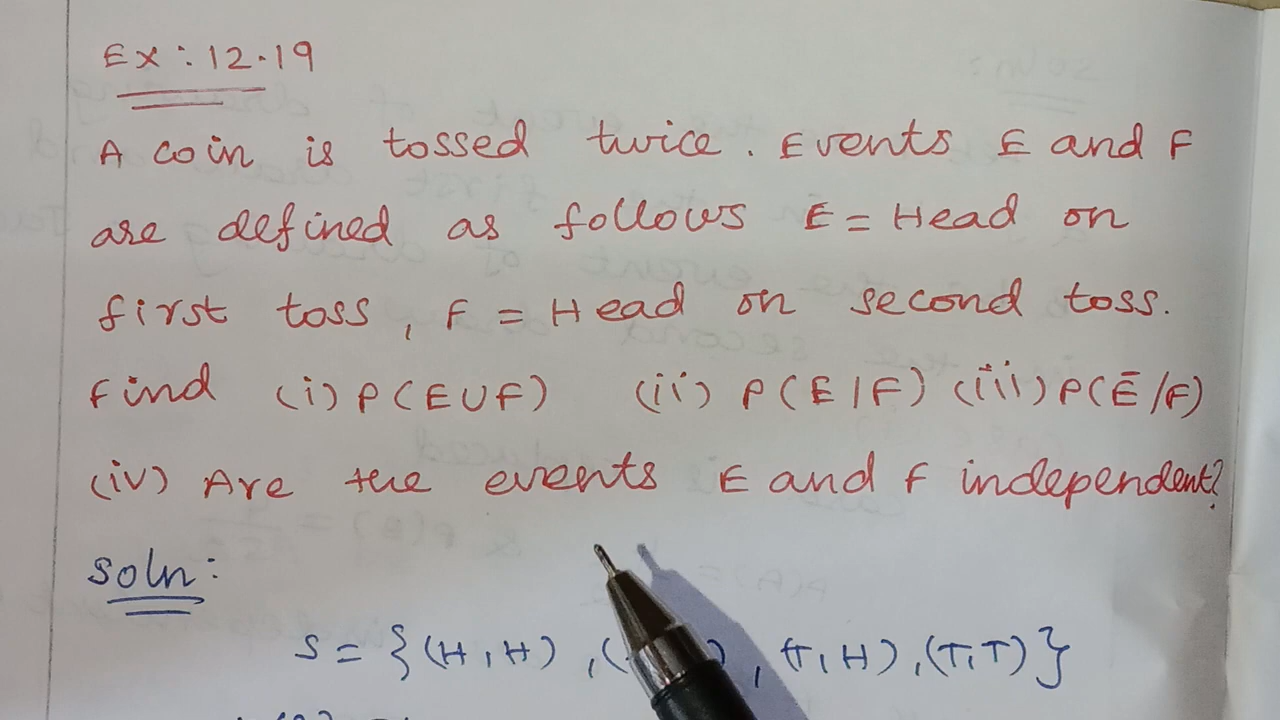 Ex: 12.19
A coin is tossed twice. Events E and F
are defined as follows E = Head on
first toss, F = Head on second toss.
Find (i) P(E∪F) (ii) P(E/F) (iii) P(Ē/F)
(iv) Are the events E and F independent?
Soln:
S = {(H,H), ( ), (T,H), (T,T)}